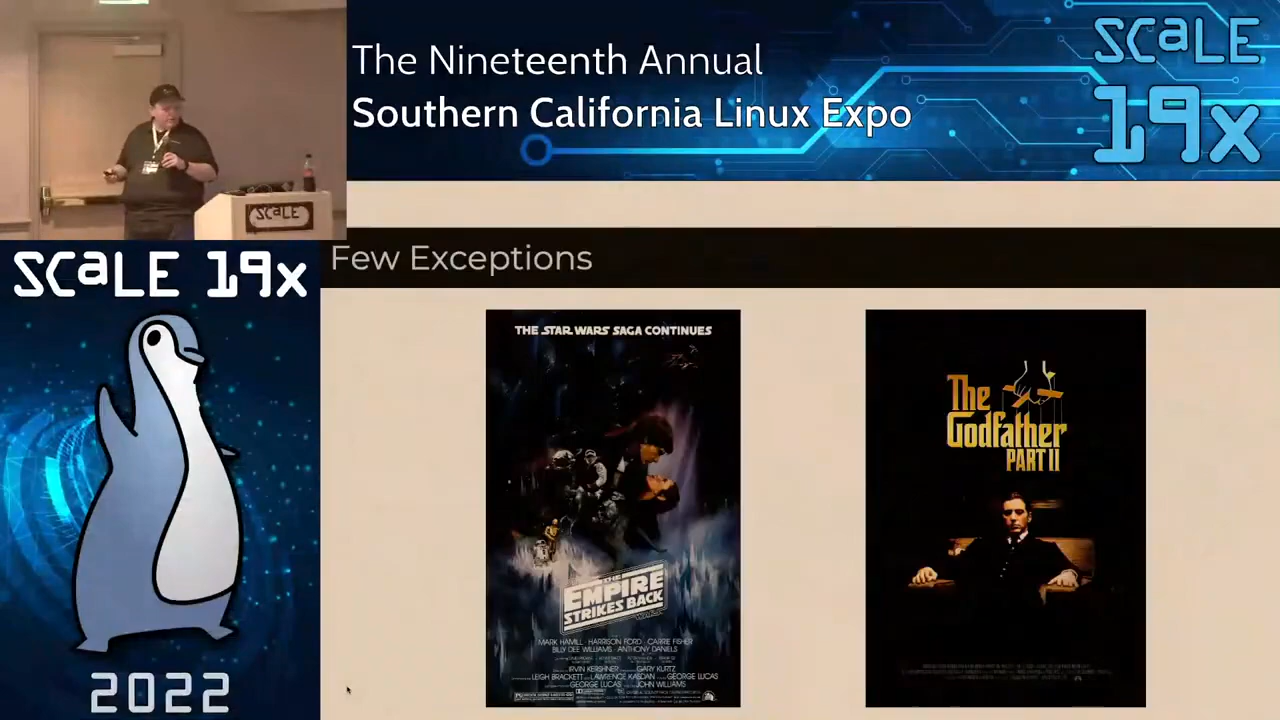 The Nineteenth Annual
Southern California Linux Expo
SCaLE
19x
SCaLE
SCaLE 19x
2022
Few Exceptions
THE STAR WARS SAGA CONTINUES
THE
EMPIRE
STRIKES BACK
MARK HAMILL · HARRISON FORD · CARRIE FISHER
BILLY DEE WILLIAMS · ANTHONY DANIELS
IRVIN KERSHNER GARY KURTZ
LEIGH BRACKETT LAWRENCE KASDAN GEORGE LUCAS
GEORGE LUCAS JOHN WILLIAMS
The
Godfather
PART II